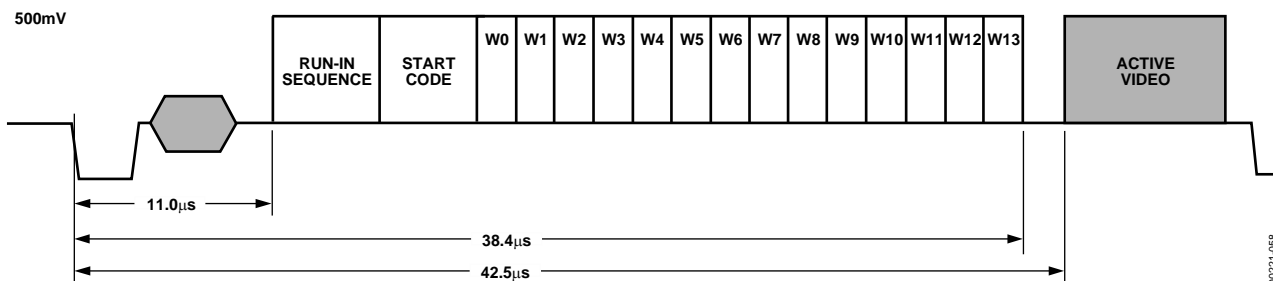 500mV
RUN-IN
SEQUENCE
START
CODE
W0 W1 W2 W3 W4 W5 W6 W7 W8 W9 W10 W11 W12 W13
ACTIVE
VIDEO
11.0μs
38.4μs
42.5μs